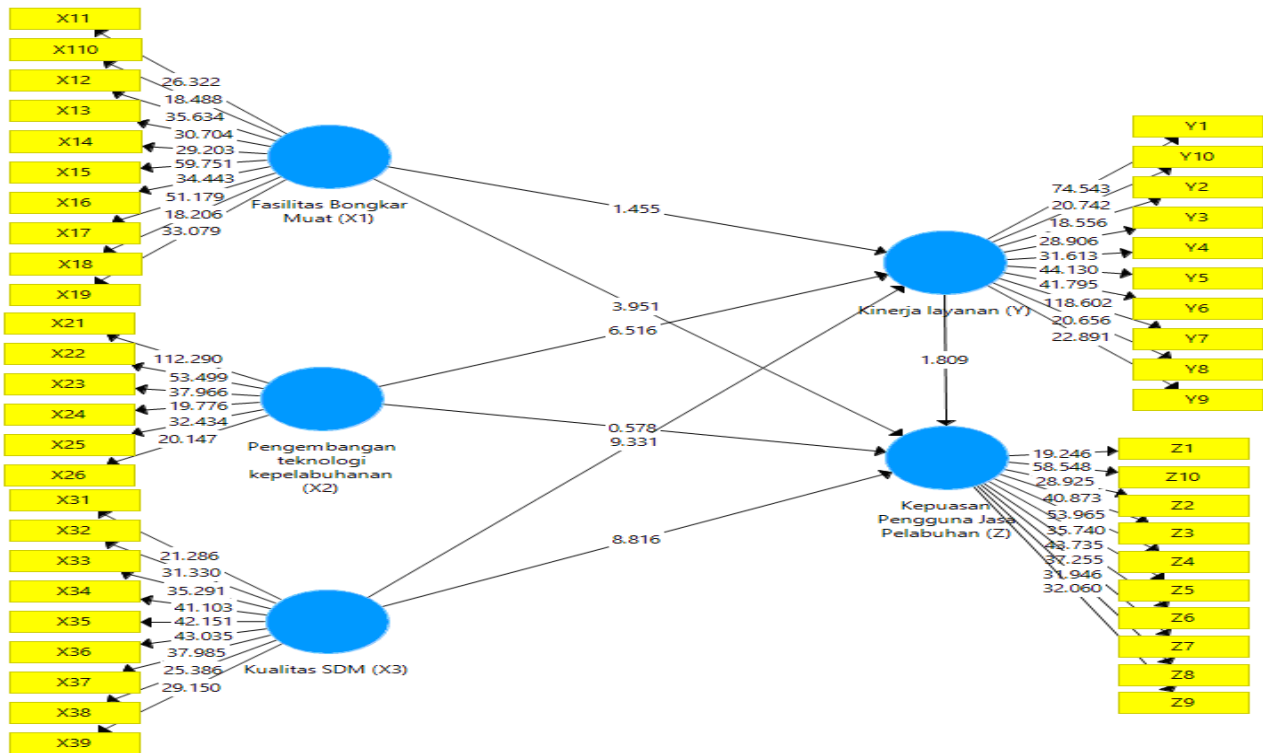 X11
X110
X12
X13
X14
X15
X16
X17
X18
X19
26.322
18.488
35.634
30.704
29.203
59.751
34.443
51.179
18.206
33.079
Fasilitas Bongkar
Muat (X1)
X21
X22
X23
X24
X25
X26
112.290
53.499
37.966
19.776
32.434
20.147
Pengembangan
teknologi
kepelabuhanan
(X2)
X31
X32
X33
X34
X35
X36
X37
X38
X39
21.286
31.330
35.291
41.103
42.151
43.035
37.985
25.386
29.150
Kualitas SDM (X3)
1.455
3.951
6.516
0.578
9.331
8.816
1.809
Kinerja layanan (Y)
74.543
20.742
18.556
28.906
31.613
44.130
41.795
118.602
20.656
22.891
Y1
Y10
Y2
Y3
Y4
Y5
Y6
Y7
Y8
Y9
Kepuasan
Pengguna Jasa
Pelabuhan (Z)
19.246
58.548
28.925
40.873
53.965
35.740
43.735
37.255
31.946
32.060
Z1
Z10
Z2
Z3
Z4
Z5
Z6
Z7
Z8
Z9